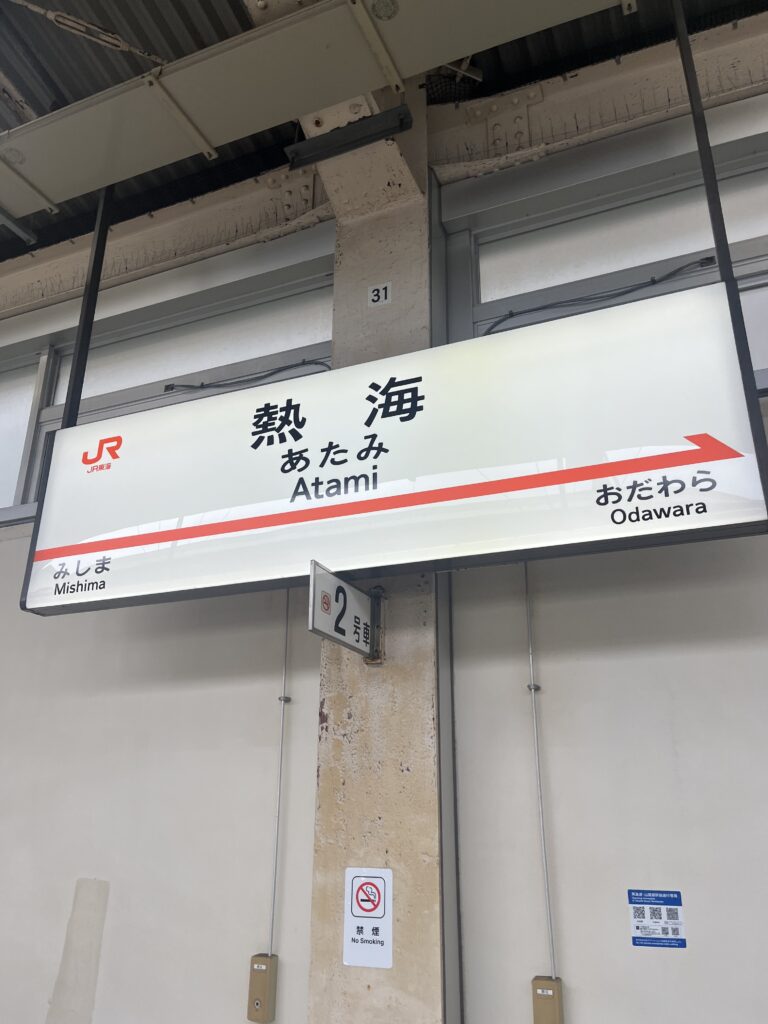 31
熱海
あたみ
Atami
JR
JR東海
おだわら
Odawara
みしま
Mishima
2号車
禁煙
No Smoking